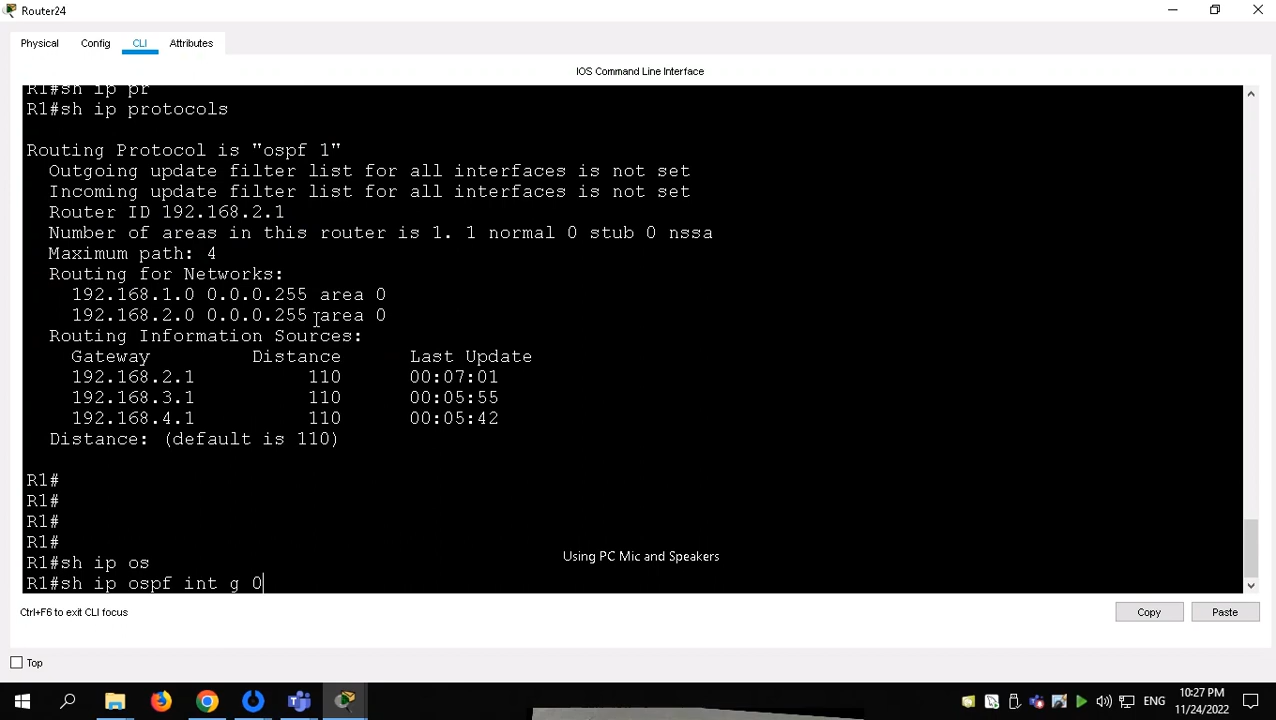 Router24
Physical Config CLI Attributes
IOS Command Line Interface
R1#sh ip pr
R1#sh ip protocols
Routing Protocol is "ospf 1"
Outgoing update filter list for all interfaces is not set
Incoming update filter list for all interfaces is not set
Router ID 192.168.2.1
Number of areas in this router is 1. 1 normal 0 stub 0 nssa
Maximum path: 4
Routing for Networks:
192.168.1.0 0.0.0.255 area 0
192.168.2.0 0.0.0.255 area 0
Routing Information Sources:
Gateway Distance Last Update
192.168.2.1 110 00:07:01
192.168.3.1 110 00:05:55
192.168.4.1 110 00:05:42
Distance: (default is 110)
R1#
R1#
R1#
R1#
Using PC Mic and Speakers
R1#sh ip os
R1#sh ip ospf int g 0
Ctrl+F6 to exit CLI focus
Copy Paste
Top
ENG
10:27 PM
11/24/2022